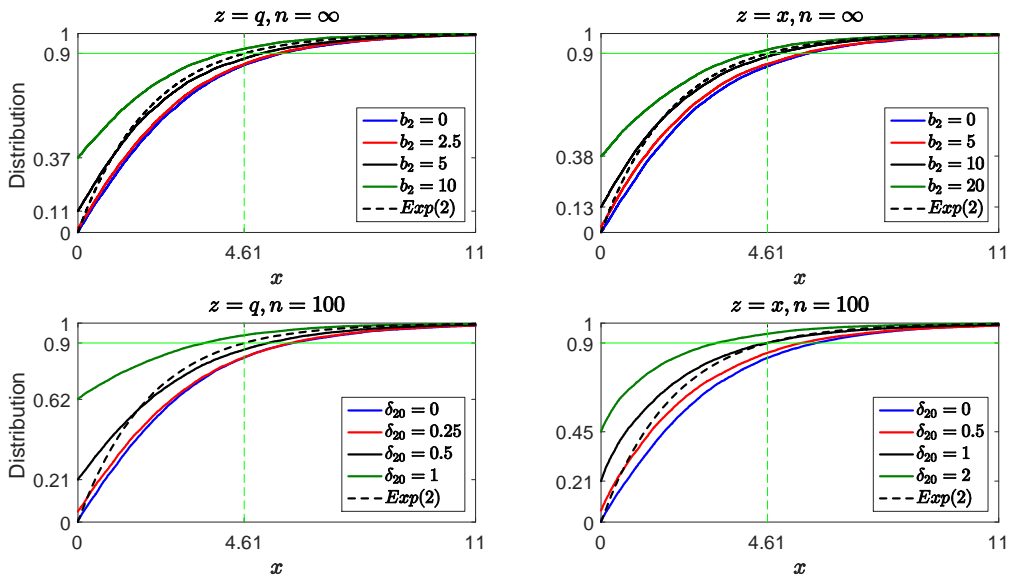 z = q, n = ∞
1
0.9
0.37
0.11
0
Distribution
b₂ = 0
b₂ = 2.5
b₂ = 5
b₂ = 10
Exp(2)
0
4.61
11
x
z = x, n = ∞
1
0.9
0.38
0.13
0
b₂ = 0
b₂ = 5
b₂ = 10
b₂ = 20
Exp(2)
0
4.61
11
x
z = q, n = 100
1
0.9
0.62
0.21
0
Distribution
δ₂₀ = 0
δ₂₀ = 0.25
δ₂₀ = 0.5
δ₂₀ = 1
Exp(2)
0
4.61
11
x
z = x, n = 100
1
0.9
0.45
0.21
0
δ₂₀ = 0
δ₂₀ = 0.5
δ₂₀ = 1
δ₂₀ = 2
Exp(2)
0
4.61
11
x